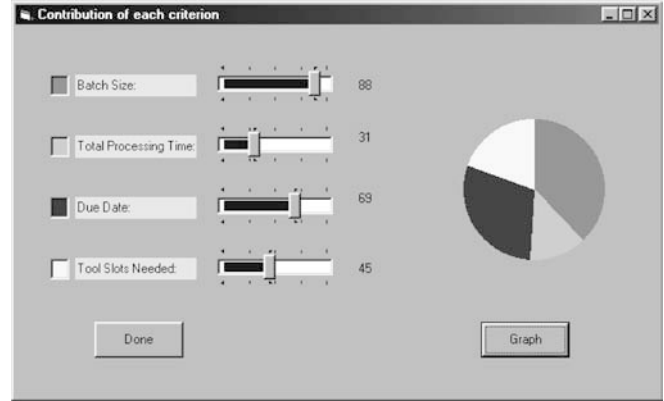 Contribution of each criterion
Batch Size: 88
Total Processing Time: 31
Due Date: 69
Tool Slots Needed: 45
Done Graph